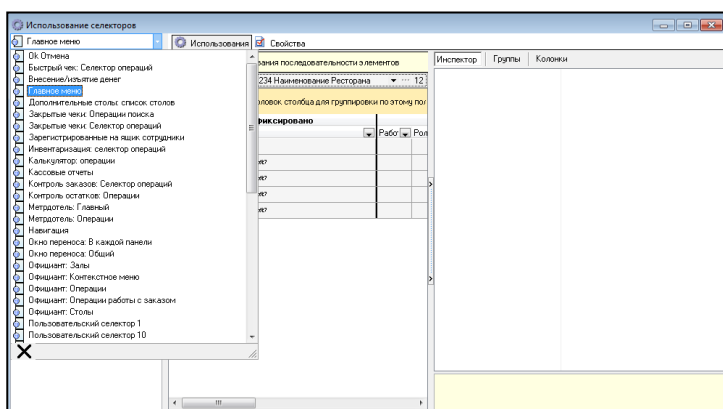 Использование селекторов
Главное меню
Использования
Свойства
Ok Отмена
Быстрый чек: Селектор операций
Внесение/изъятие денег
Главное меню
Дополнительные столы: список столов
Закрытые чеки: Операции поиска
Закрытые чеки: Селектор операций
Зарегистрированные на ящик сотрудники
Инвентаризация: селектор операций
Калькулятор: операции
Кассовые отчеты
Контроль заказов: Селектор операций
Контроль остатков: Операции
Метрдотель: Главный
Метрдотель: Операции
Навигация
Окно переноса: В каждой панели
Окно переноса: Общий
Официант: Залы
Официант: Контекстное меню
Официант: Операции
Официант: Операции работы с заказом
Официант: Столы
Пользовательский селектор 1
Пользовательский селектор 10
вания последовательности элементов
234 Наименование Ресторана ... 12
оловок столбца для группировки по этому пол
фиксировано
Рабо Рол
Инспектор Группы Колонки